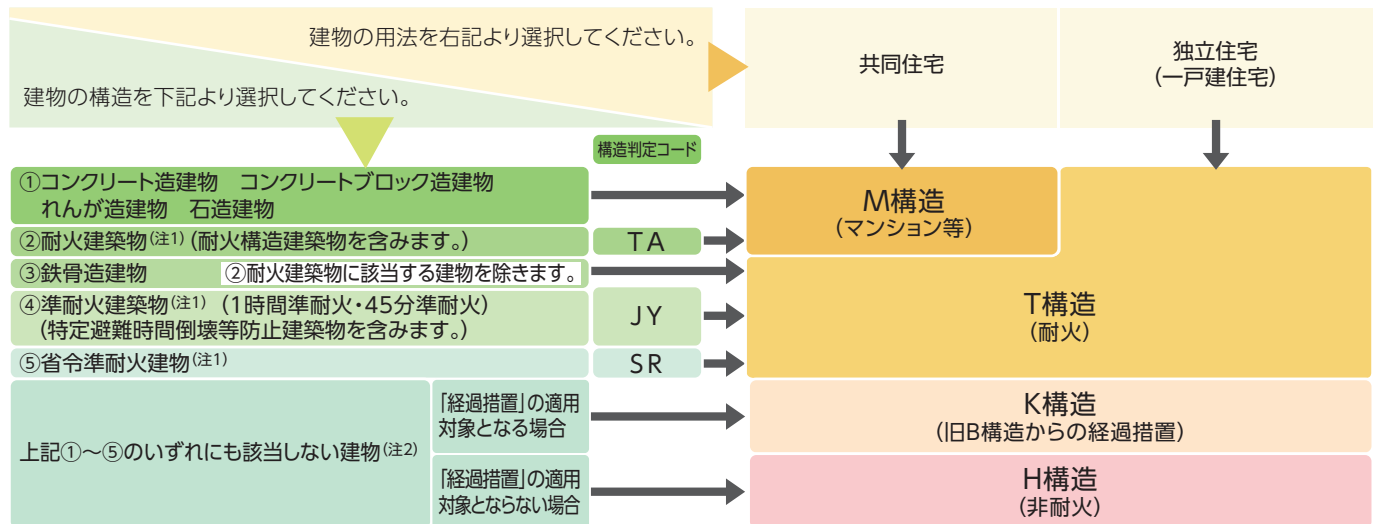 建物の用法を右記より選択してください。
建物の構造を下記より選択してください。
共同住宅
独立住宅
(一戸建住宅)
構造判定コード
①コンクリート造建物　コンクリートブロック造建物
れんが造建物　石造建物
②耐火建築物(注1)(耐火構造建築物を含みます。)
TA
③鉄骨造建物　②耐火建築物に該当する建物を除きます。
④準耐火建築物(注1)(1時間準耐火・45分準耐火)
(特定避難時間倒壊等防止建築物を含みます。)
JY
⑤省令準耐火建物(注1)
SR
上記①～⑤のいずれにも該当しない建物(注2)
「経過措置」の適用
対象となる場合
「経過措置」の適用
対象とならない場合
M構造
(マンション等)
T構造
(耐火)
K構造
(旧B構造からの経過措置)
H構造
(非耐火)